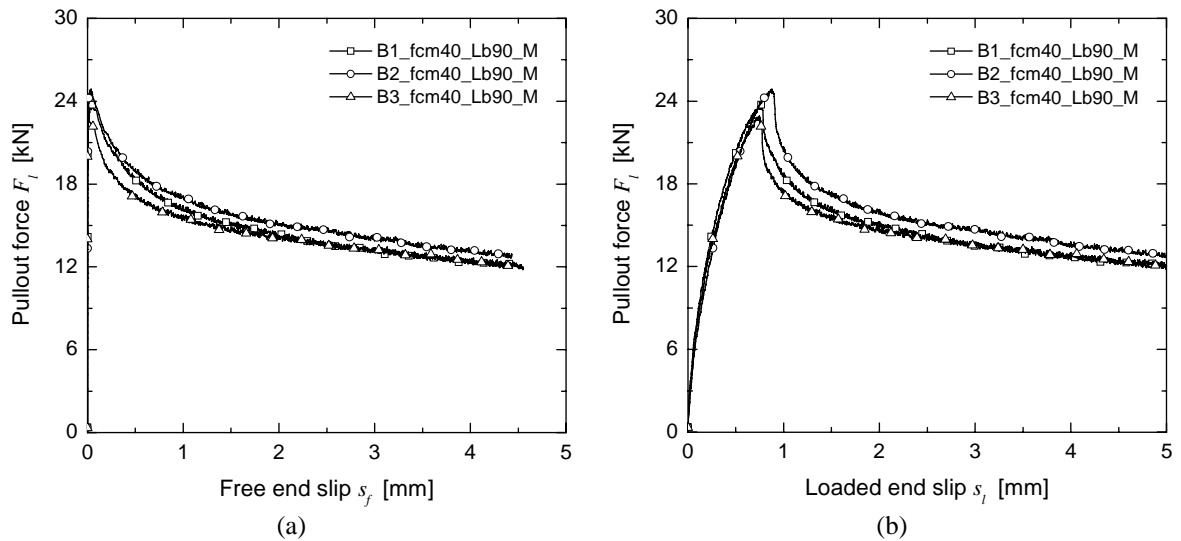 30
24
18
12
6
0
Pullout force F_l [kN]
B1_fcm40_Lb90_M
B2_fcm40_Lb90_M
B3_fcm40_Lb90_M
0 1 2 3 4 5
Free end slip s_f [mm]
(a)
30
24
18
12
6
0
Pullout force F_l [kN]
B1_fcm40_Lb90_M
B2_fcm40_Lb90_M
B3_fcm40_Lb90_M
0 1 2 3 4 5
Loaded end slip s_l [mm]
(b)